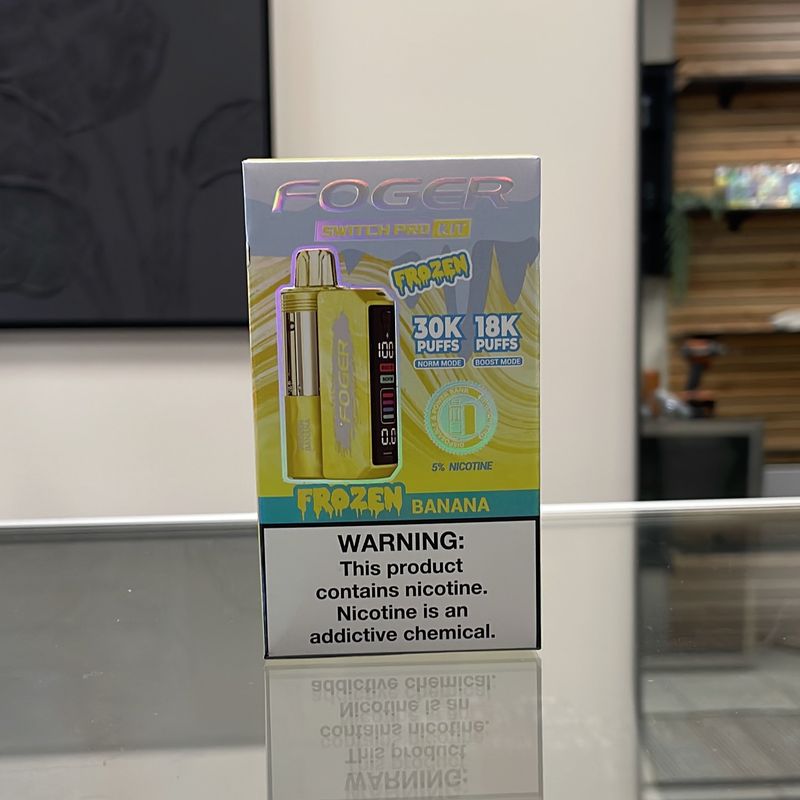 FOGER
SWITCH PRO KIT
FROZEN
30K 18K
PUFFS PUFFS
NORM MODE BOOST MODE
FOGER
5% NICOTINE
FROZEN BANANA
WARNING:
This product
contains nicotine.
Nicotine is an
addictive chemical.